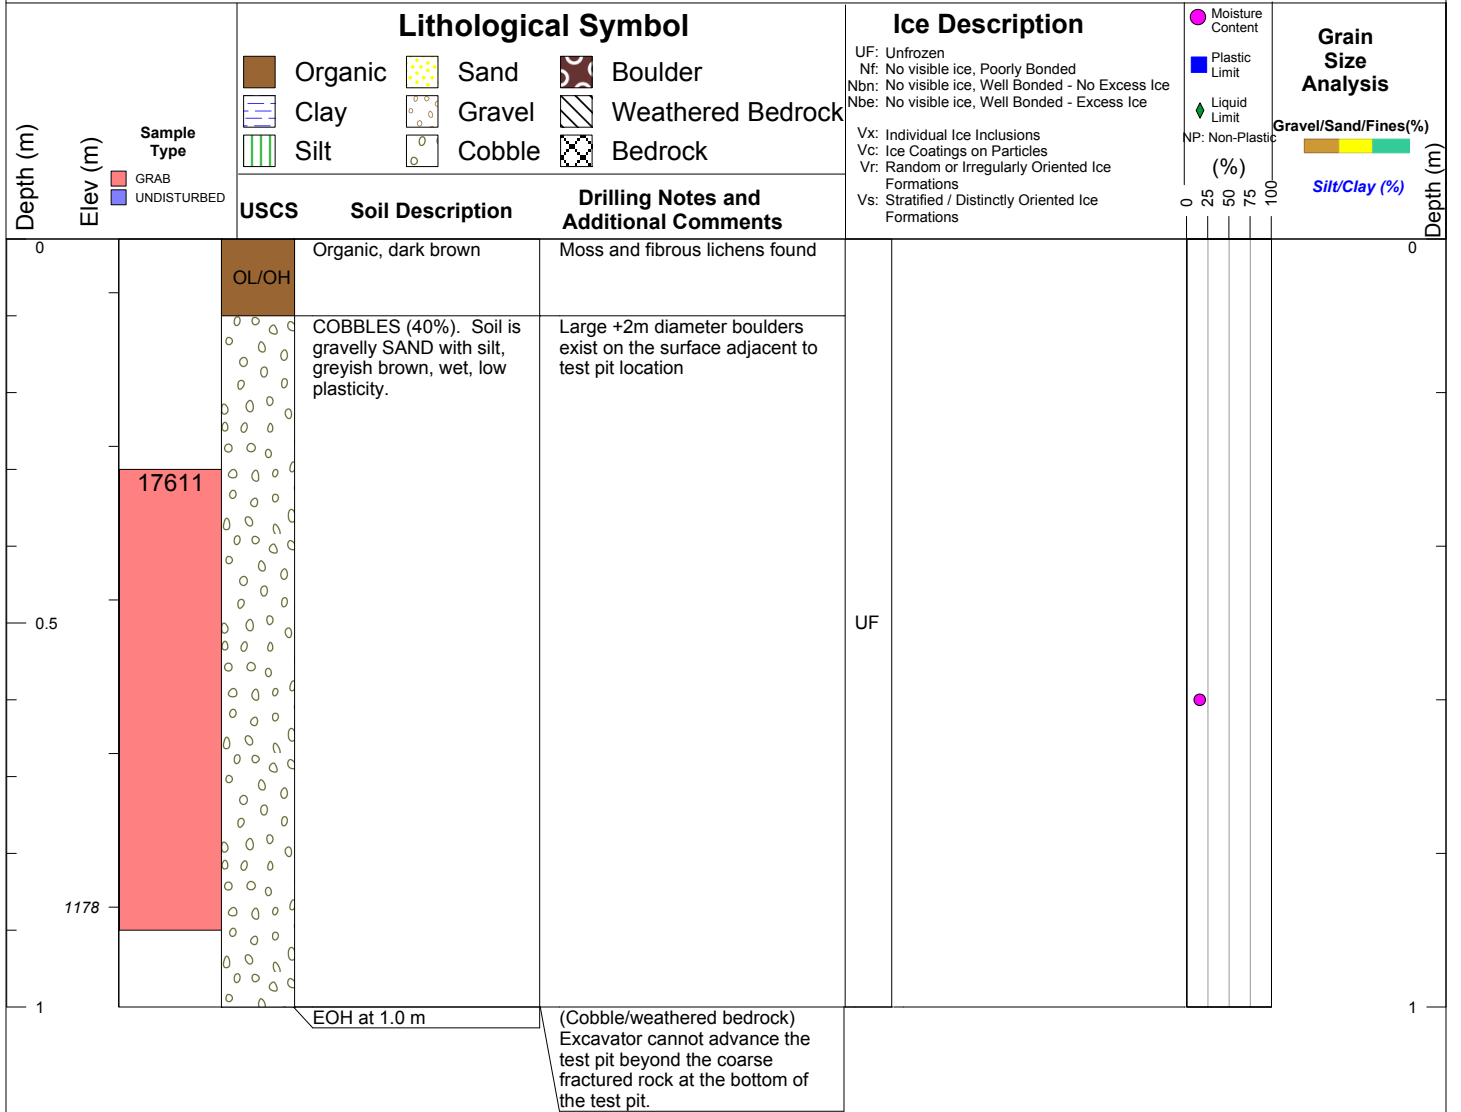 Lithological Symbol
Organic
Sand
Boulder
Clay
Gravel
Weathered Bedrock
Silt
Cobble
Bedrock
Ice Description
UF: Unfrozen
Nf: No visible ice, Poorly Bonded
Nbn: No visible ice, Well Bonded - No Excess Ice
Nbe: No visible ice, Well Bonded - Excess Ice
Vx: Individual Ice Inclusions
Vc: Ice Coatings on Particles
Vr: Random or Irregularly Oriented Ice
Formations
Vs: Stratified / Distinctly Oriented Ice
Formations
Moisture
Content
Plastic
Limit
Liquid
Limit
NP: Non-Plastic
(%)
0
25
50
75
100
Grain
Size
Analysis
Gravel/Sand/Fines(%)
Silt/Clay (%)
Depth (m)
Depth (m)
Elev (m)
Sample
Type
GRAB
UNDISTURBED
USCS
Soil Description
Drilling Notes and
Additional Comments
0
OL/OH
Organic, dark brown
Moss and fibrous lichens found
0
COBBLES (40%). Soil is
gravelly SAND with silt,
greyish brown, wet, low
plasticity.
Large +2m diameter boulders
exist on the surface adjacent to
test pit location
17611
0.5
UF
1178
1
1
EOH at 1.0 m
(Cobble/weathered bedrock)
Excavator cannot advance the
test pit beyond the coarse
fractured rock at the bottom of
the test pit.